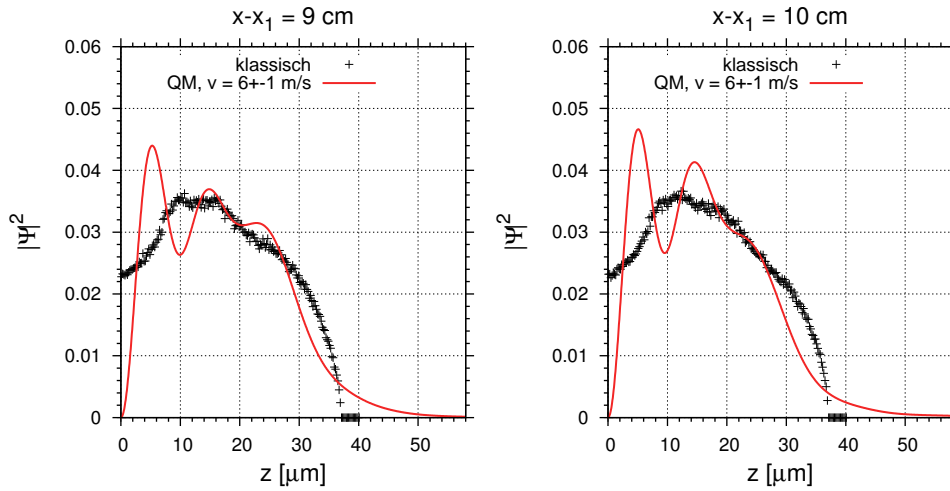 x-x₁ = 9 cm
0.06
0.05
0.04
0.03
0.02
0.01
0
|Ψ|²
klassisch
QM, v = 6+-1 m/s
0 10 20 30 40 50
z [μm]
x-x₁ = 10 cm
0.06
0.05
0.04
0.03
0.02
0.01
0
|Ψ|²
klassisch
QM, v = 6+-1 m/s
0 10 20 30 40 50
z [μm]